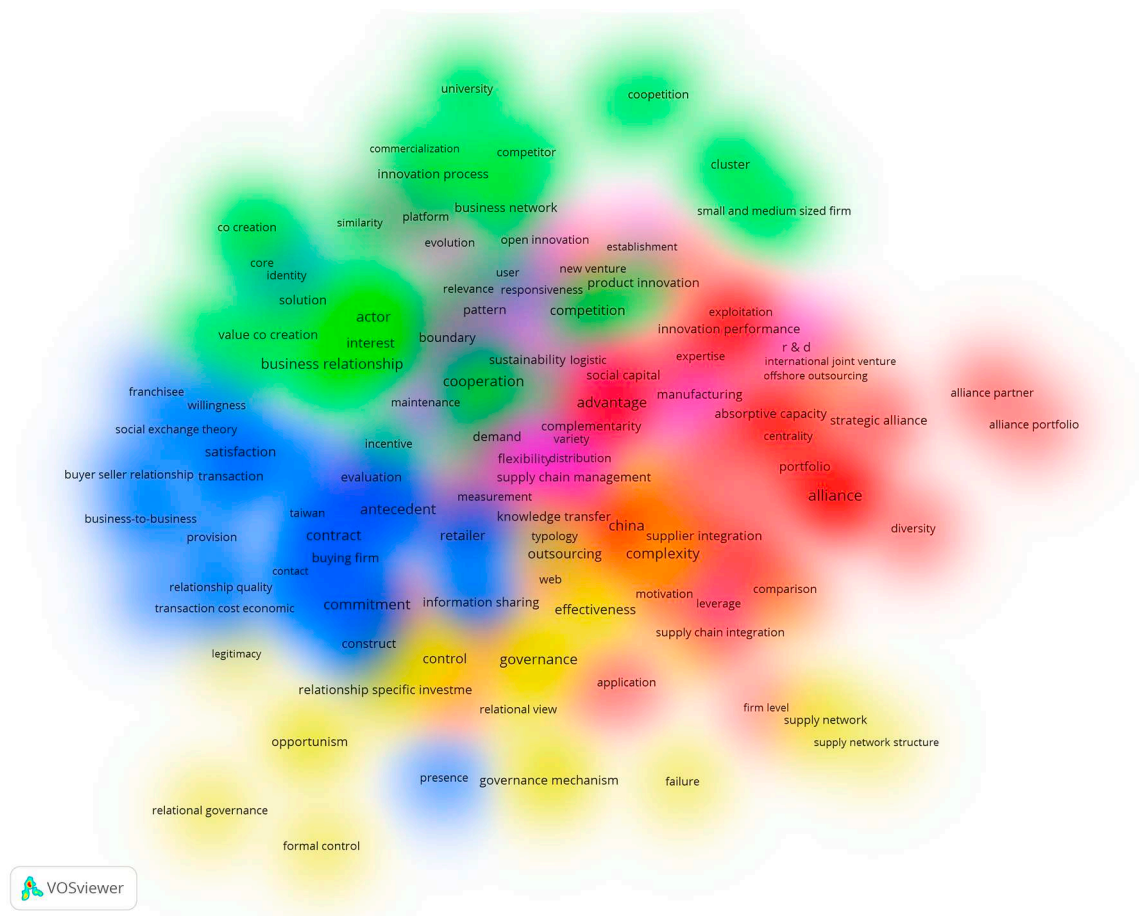 university
coopetition
commercialization
competitor
cluster
innovation process
business network
small and medium sized firm
platform
similarity
co creation
evolution
open innovation
establishment
core
identity
user
new venture
relevance
responsiveness
product innovation
solution
pattern
competition
exploitation
actor
value co creation
interest
boundary
innovation performance
r & d
business relationship
sustainability
logistic
expertise
international joint venture
social capital
offshore outsourcing
cooperation
franchisee
willingness
maintenance
advantage
manufacturing
alliance partner
absorptive capacity
strategic alliance
alliance portfolio
social exchange theory
complementarity
incentive
demand
variety
centrality
satisfaction
flexibility
distribution
portfolio
buyer seller relationship
transaction
evaluation
supply chain management
measurement
alliance
taiwan
antecedent
business-to-business
knowledge transfer
china
diversity
provision
contract
retailer
typology
supplier integration
buying firm
outsourcing
complexity
contact
relationship quality
web
motivation
comparison
transaction cost economic
commitment
information sharing
effectiveness
leverage
construct
supply chain integration
legitimacy
control
governance
relationship specific investme
application
relational view
firm level
supply network
opportunism
supply network structure
presence
governance mechanism
failure
relational governance
formal control
VOSviewer